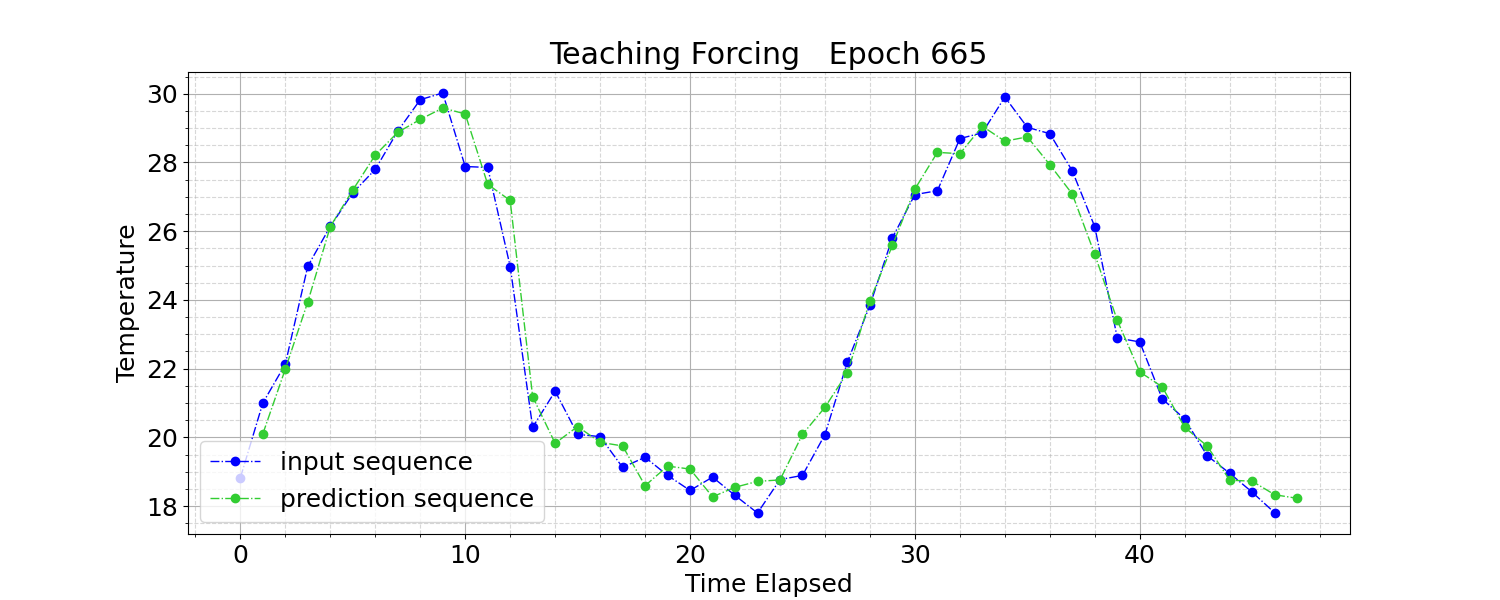 Teaching Forcing   Epoch 665
Temperature
30
28
26
24
22
20
18
input sequence
prediction sequence
0 10 20 30 40
Time Elapsed